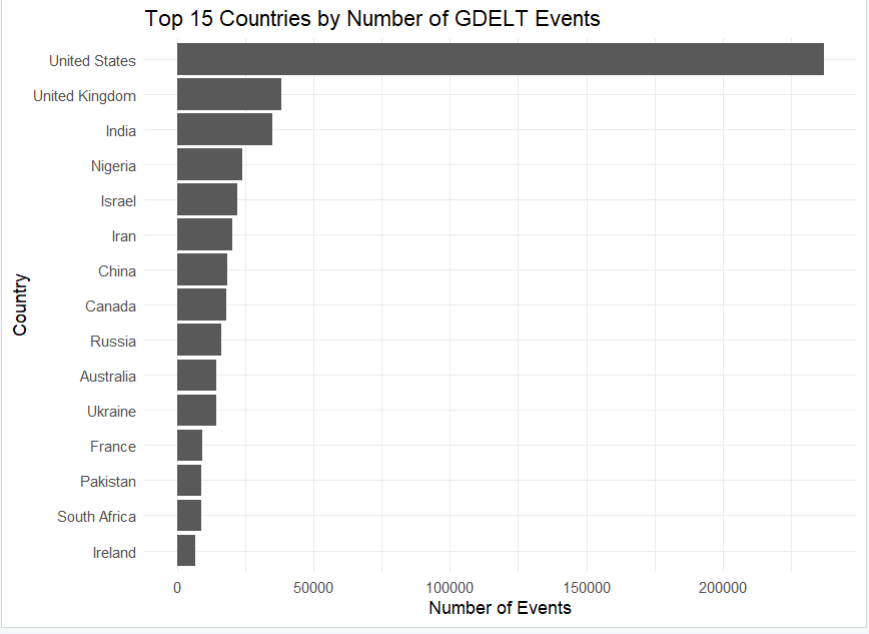 Top 15 Countries by Number of GDELT Events
Country
United States
United Kingdom
India
Nigeria
Israel
Iran
China
Canada
Russia
Australia
Ukraine
France
Pakistan
South Africa
Ireland
0 50000 100000 150000 200000
Number of Events